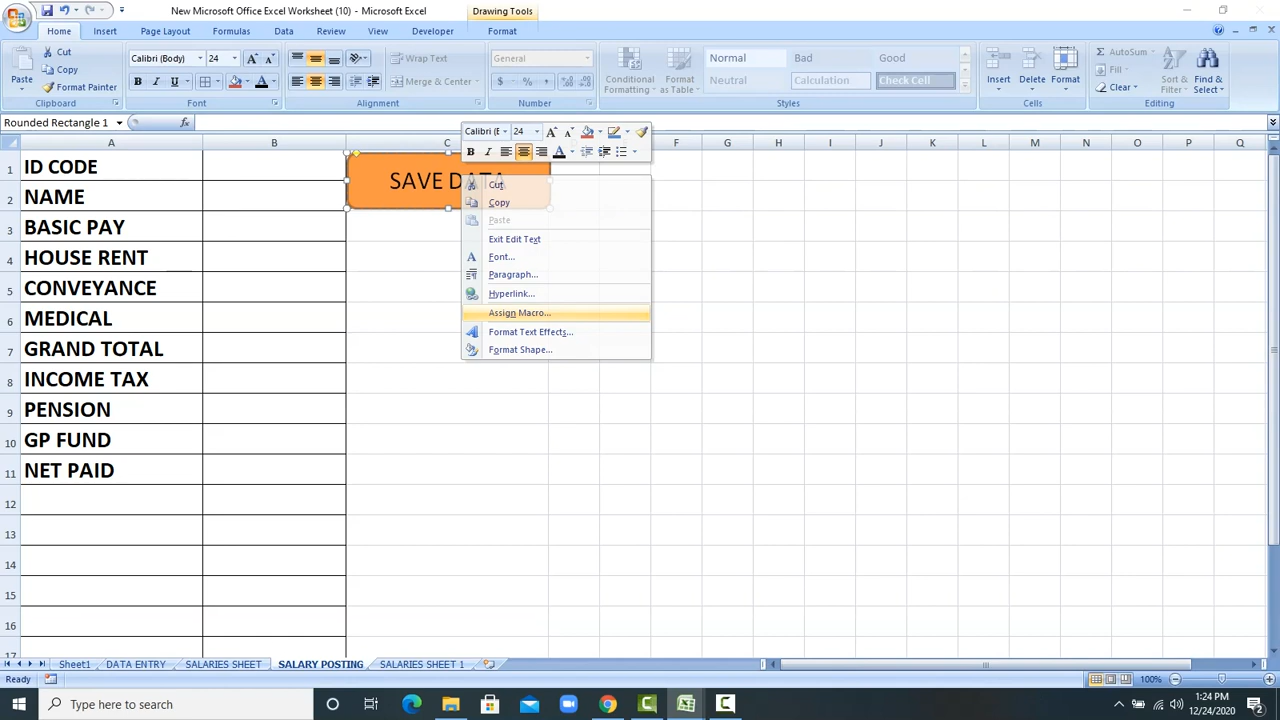 New Microsoft Office Excel Worksheet (10) - Microsoft Excel
Drawing Tools
Home Insert Page Layout Formulas Data Review View Developer Format
Paste
Cut
Copy
Format Painter
Clipboard
Calibri (Body) 24
B I U
Font
Wrap Text
Merge & Center
Alignment
General
$ % ,
Number
Conditional Formatting
Format as Table
Normal Bad Good
Neutral Calculation Check Cell
Styles
Insert Delete Format
Cells
AutoSum
Fill
Clear
Sort & Filter
Find & Select
Editing
Rounded Rectangle 1
fx
Calibri (E 24
B I
A B C F G H I J K L M N O P Q
1 ID CODE
2 NAME
3 BASIC PAY
4 HOUSE RENT
5 CONVEYANCE
6 MEDICAL
7 GRAND TOTAL
8 INCOME TAX
9 PENSION
10 GP FUND
11 NET PAID
12
13
14
15
16
17
SAVE DATA
Cut
Copy
Paste
Exit Edit Text
Font...
Paragraph...
Hyperlink...
Assign Macro...
Format Text Effects...
Format Shape...
Sheet1 DATA ENTRY SALARIES SHEET SALARY POSTING SALARIES SHEET 1
Ready
100%
Type here to search
1:24 PM
12/24/2020
2